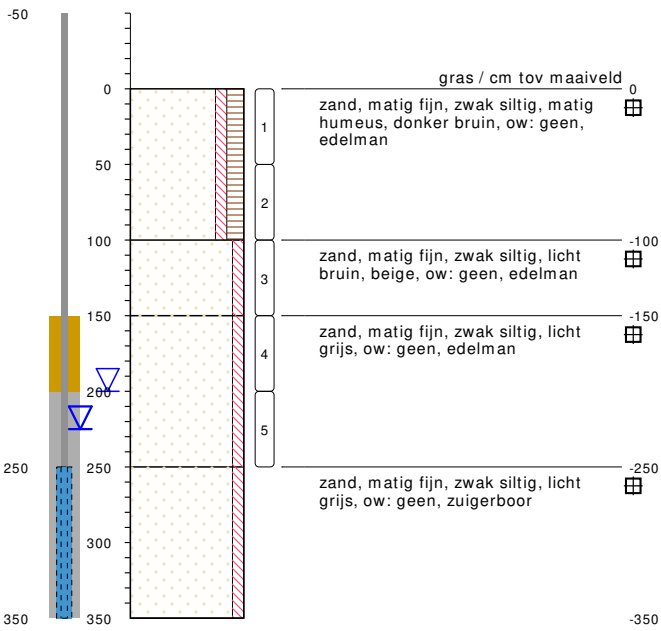 -50
gras / cm tov maaiveld
0
0
zand, matig fijn, zwak siltig, matig
humeus, donker bruin, ow: geen,
edelman
1
50
2
100
-100
zand, matig fijn, zwak siltig, licht
bruin, beige, ow: geen, edelman
3
150
-150
zand, matig fijn, zwak siltig, licht
grijs, ow: geen, edelman
4
200
5
250
250
-250
zand, matig fijn, zwak siltig, licht
grijs, ow: geen, zuigerboor
300
350
350
-350